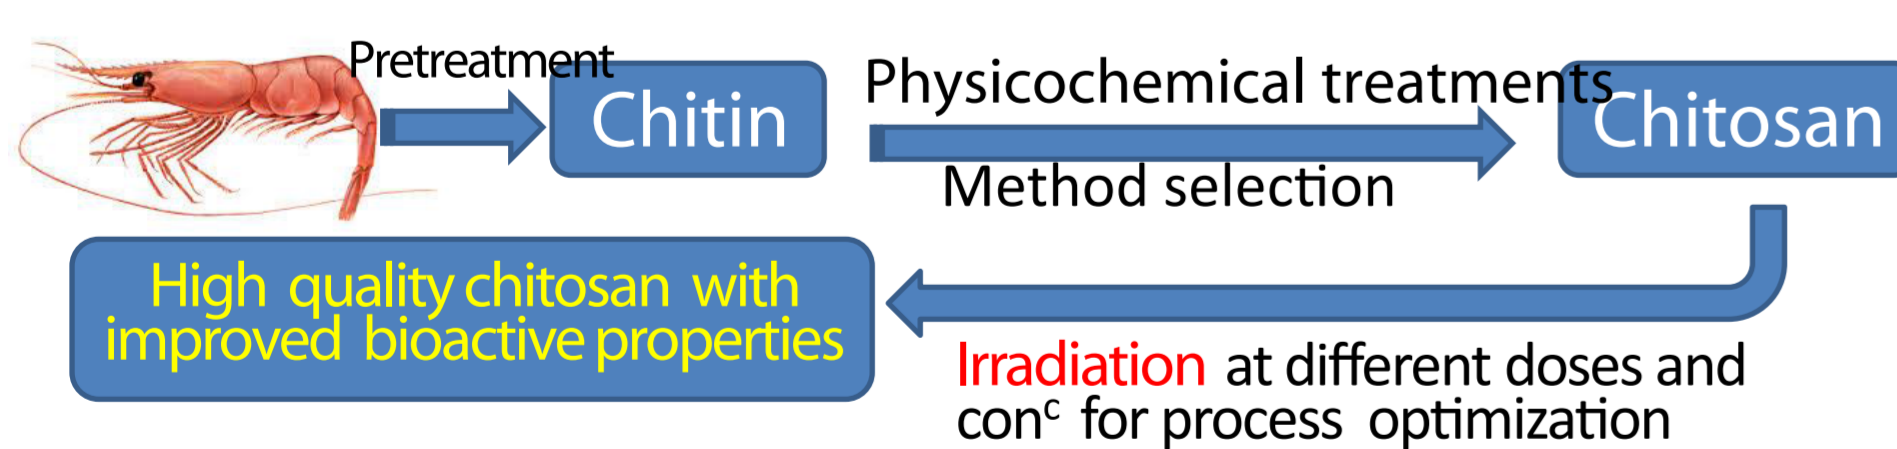 Pretreatment
Chitin
Physicochemical treatments
Method selection
Chitosan
High quality chitosan with
improved bioactive properties
Irradiation at different doses and
conᶜ for process optimization